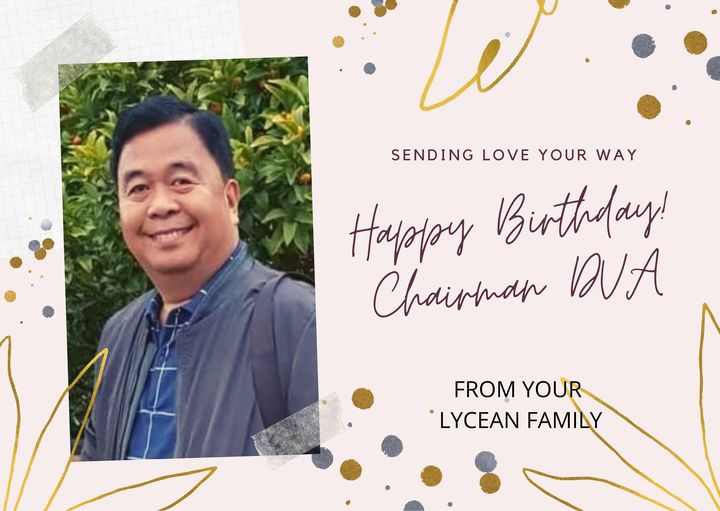 SENDING LOVE YOUR WAY
Happy Birthday!
Chairman DVA
FROM YOUR
LYCEAN FAMILY